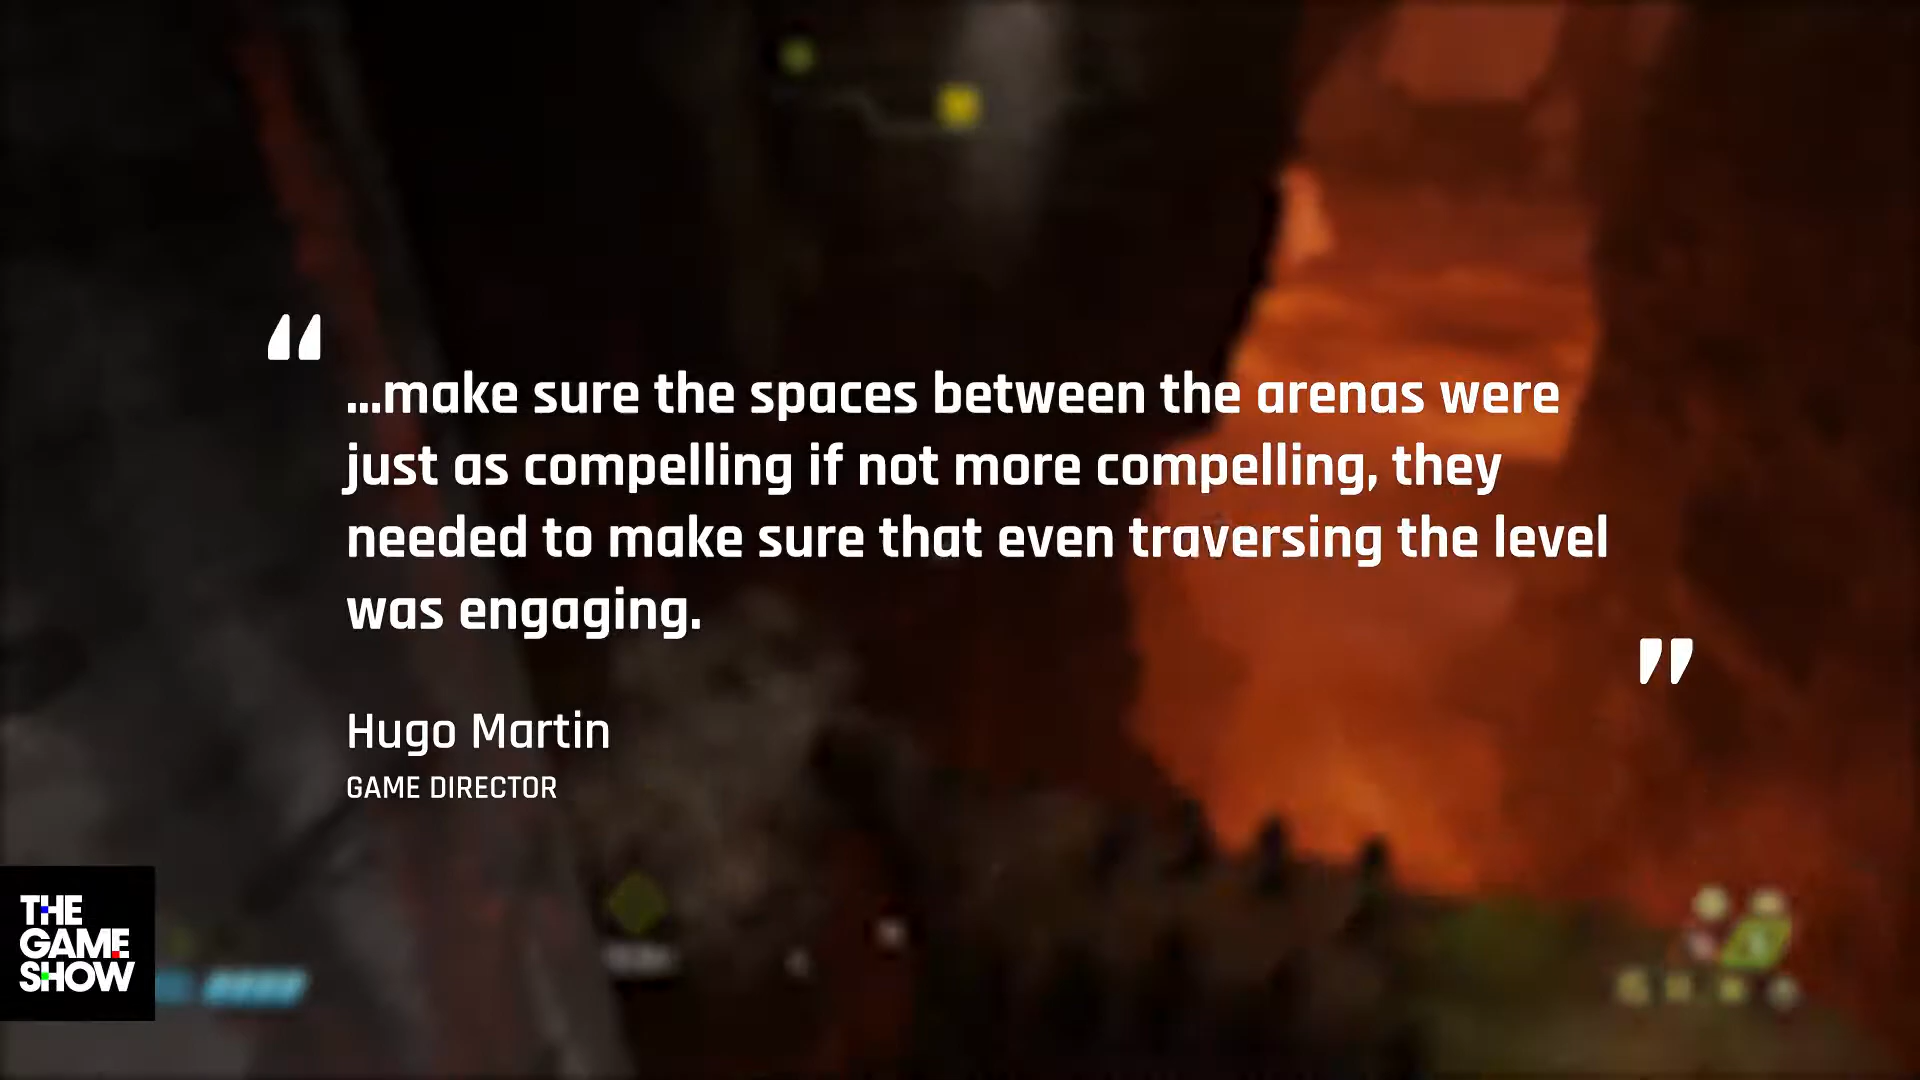 “
...make sure the spaces between the arenas were
just as compelling if not more compelling, they
needed to make sure that even traversing the level
was engaging.
”
Hugo Martin
GAME DIRECTOR
THE
GAME
SHOW